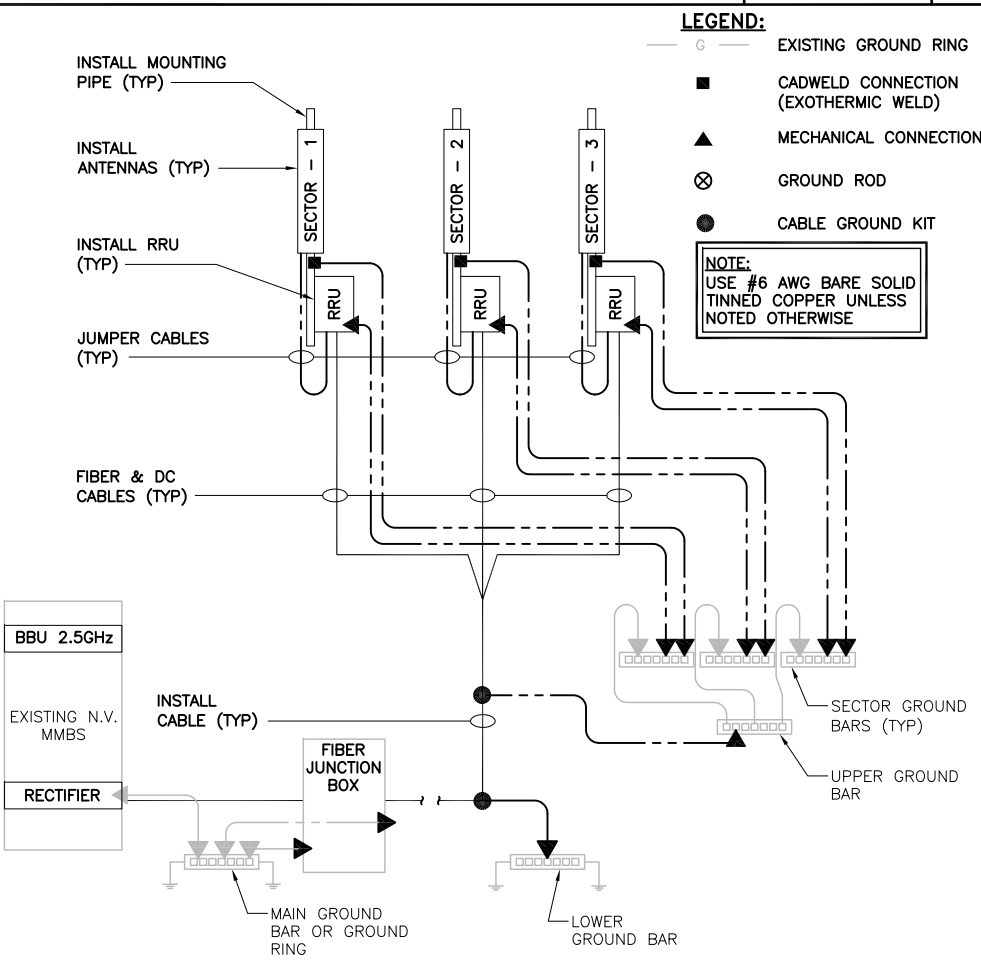 LEGEND:
G
EXISTING GROUND RING
CADWELD CONNECTION
(EXOTHERMIC WELD)
MECHANICAL CONNECTION
GROUND ROD
CABLE GROUND KIT
NOTE:
USE #6 AWG BARE SOLID
TINNED COPPER UNLESS
NOTED OTHERWISE
INSTALL MOUNTING
PIPE (TYP)
INSTALL
ANTENNAS (TYP)
INSTALL RRU
(TYP)
JUMPER CABLES
(TYP)
SECTOR - 1
SECTOR - 2
SECTOR - 3
RRU
RRU
RRU
FIBER & DC
CABLES (TYP)
BBU 2.5GHz
EXISTING N.V.
MMBS
RECTIFIER
INSTALL
CABLE (TYP)
FIBER
JUNCTION
BOX
SECTOR GROUND
BARS (TYP)
UPPER GROUND
BAR
MAIN GROUND
BAR OR GROUND
RING
LOWER
GROUND BAR